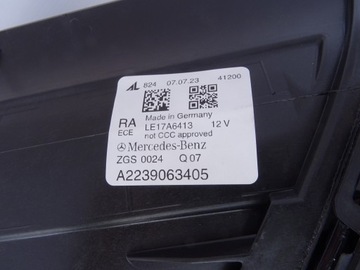 AL 824 07.07.23 41200
Made in Germany
RA LE17A6413 12 V
ECE not CCC approved
Mercedes-Benz
ZGS 0024 Q 07
A2239063405